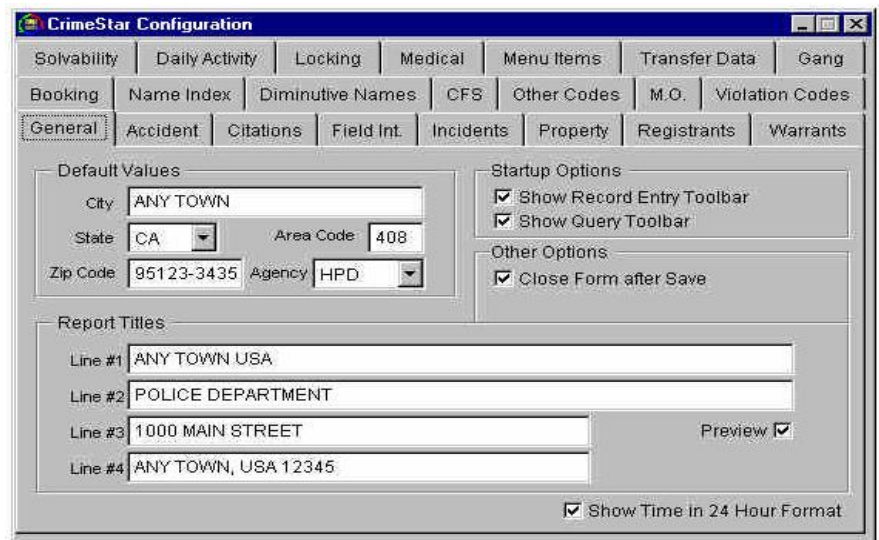 CrimeStar Configuration
Solvability Daily Activity Locking Medical Menu Items Transfer Data Gang
Booking Name Index Diminutive Names CFS Other Codes M.O. Violation Codes
General Accident Citations Field Int. Incidents Property Registrants Warrants
Default Values
City ANY TOWN
State CA Area Code 408
Zip Code 95123-3435 Agency HPD
Startup Options
Show Record Entry Toolbar
Show Query Toolbar
Other Options
Close Form after Save
Report Titles
Line #1 ANY TOWN USA
Line #2 POLICE DEPARTMENT
Line #3 1000 MAIN STREET
Preview
Line #4 ANY TOWN, USA 12345
Show Time in 24 Hour Format